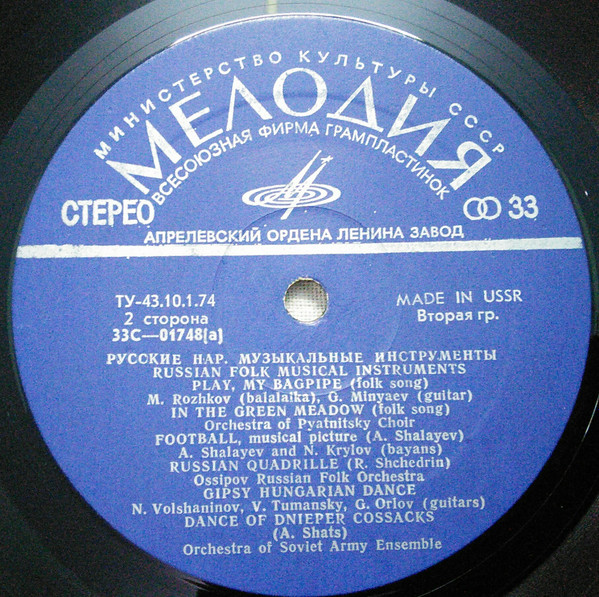 МИНИСТЕРСТВО КУЛЬТУРЫ СССР
МЕЛОДИЯ
ВСЕСОЮЗНАЯ ФИРМА ГРАМПЛАСТИНОК
СТЕРЕО
33
АПРЕЛЕВСКИЙ ОРДЕНА ЛЕНИНА ЗАВОД
ТУ-43.10.1.74
2 сторона
33С—01748(а)
MADE IN USSR
Вторая гр.
РУССКИЕ НАР. МУЗЫКАЛЬНЫЕ ИНСТРУМЕНТЫ
RUSSIAN FOLK MUSICAL INSTRUMENTS
PLAY, MY BAGPIPE (folk song)
M. Rozhkov (balalaika), G. Minyaev (guitar)
IN THE GREEN MEADOW (folk song)
Orchestra of Pyatnitsky Choir
FOOTBALL, musical picture (A. Shalayev)
A. Shalayev and N. Krylov (bayans)
RUSSIAN QUADRILLE (R. Shchedrin)
Ossipov Russian Folk Orchestra
GIPSY HUNGARIAN DANCE
N. Volshaninov, V. Tumansky, G. Orlov (guitars)
DANCE OF DNIEPER COSSACKS
(A. Shats)
Orchestra of Soviet Army Ensemble